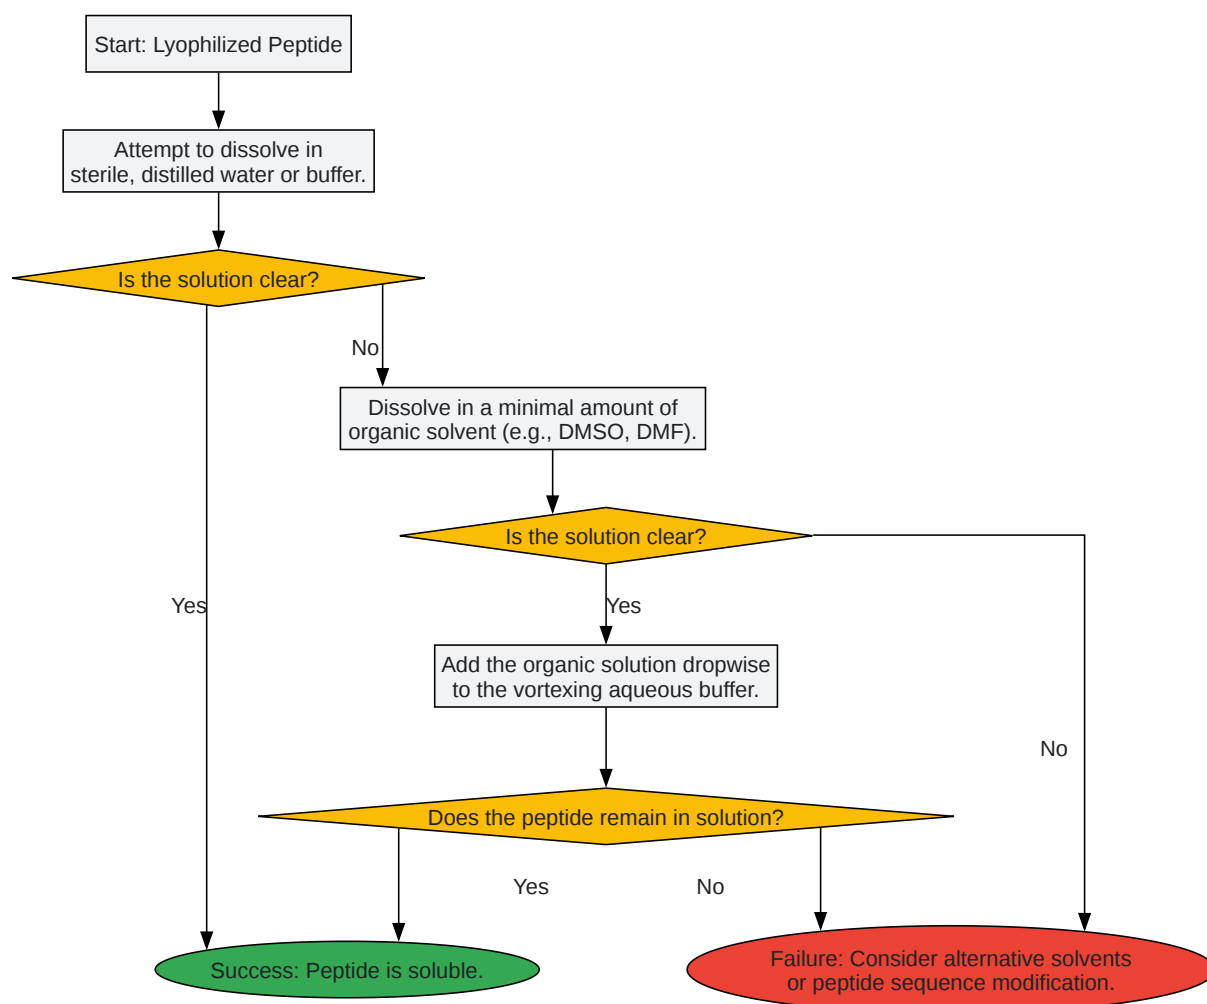 Start: Lyophilized Peptide
Attempt to dissolve in
sterile, distilled water or buffer.
Is the solution clear?
No
Dissolve in a minimal amount of
organic solvent (e.g., DMSO, DMF).
Is the solution clear?
Yes
Yes
Add the organic solution dropwise
to the vortexing aqueous buffer.
No
Does the peptide remain in solution?
Yes
No
Success: Peptide is soluble.
Failure: Consider alternative solvents
or peptide sequence modification.